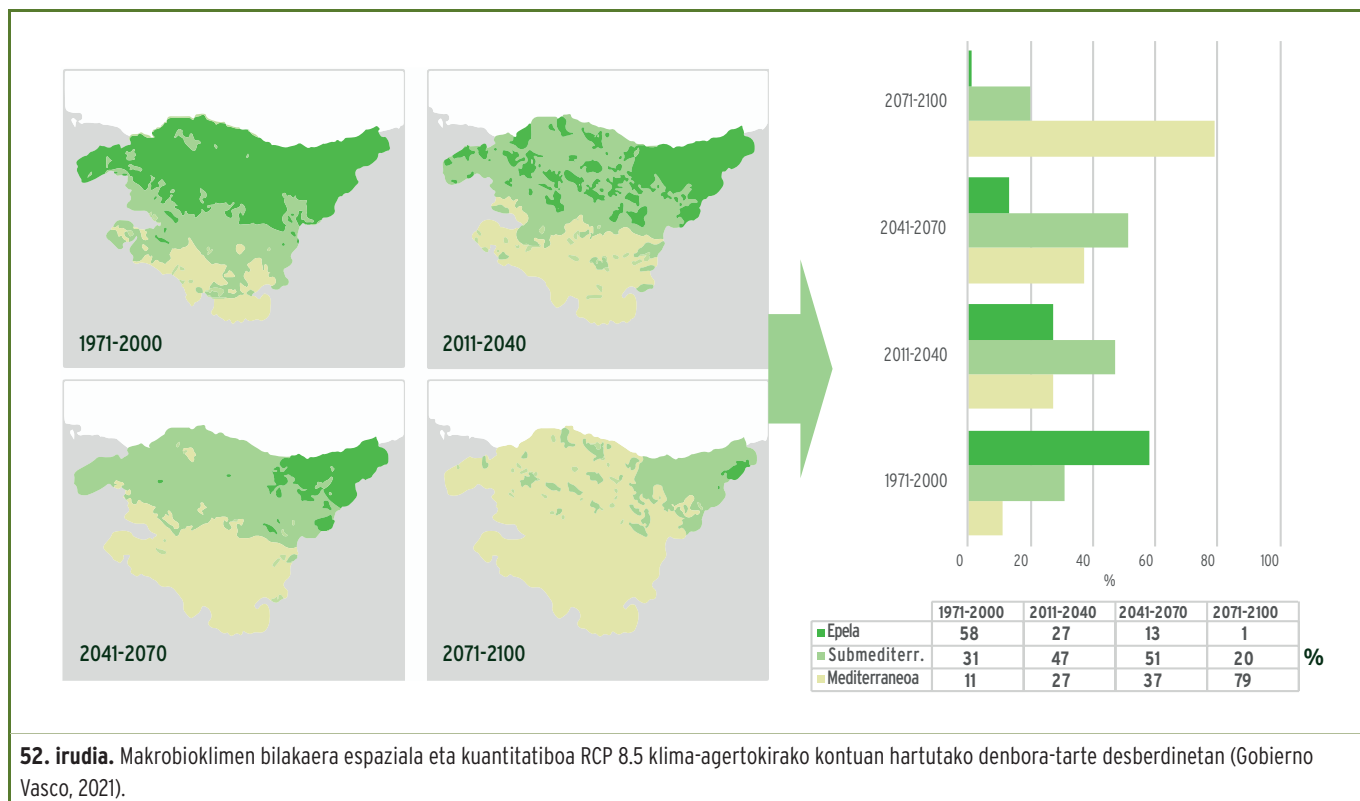 1971-2000
2011-2040
2041-2070
2071-2100
2071-2100
2041-2070
2011-2040
1971-2000
0 20 40 60 80 100
%
1971-2000 2011-2040 2041-2070 2071-2100
Epela 58 27 13 1
Submediterr. 31 47 51 20 %
Mediterraneoa 11 27 37 79
52. irudia. Makrobioklimen bilakaera espaziala eta kuantitatiboa RCP 8.5 klima-agertokirako kontuan hartutako denbora-tarte desberdinetan (Gobierno
Vasco, 2021).